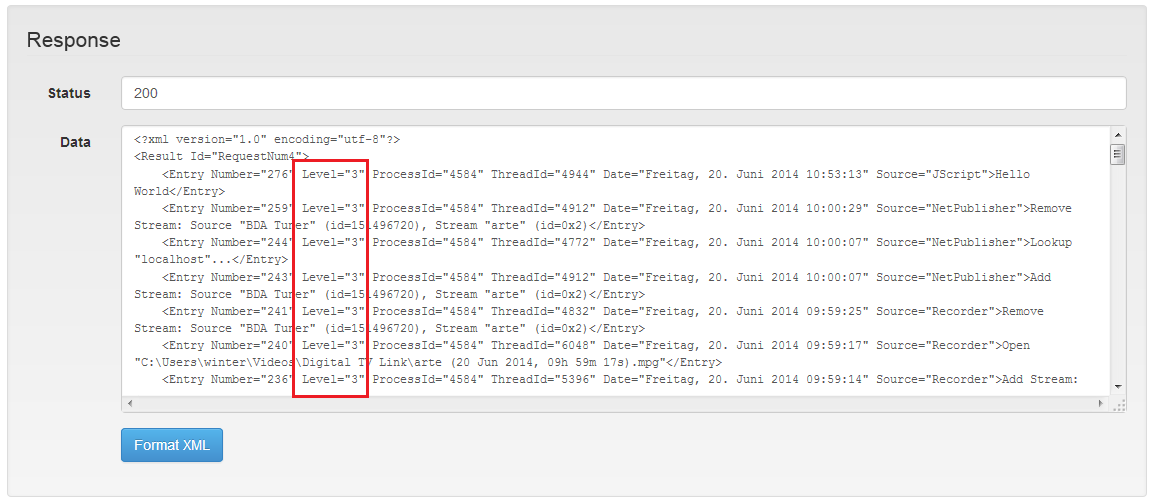 Response
Status
200
Data
<?xml version="1.0" encoding="utf-8"?>
<Result Id="RequestNum4">
<Entry Number="276" Level="3" ProcessId="4584" ThreadId="4944" Date="Freitag, 20. Juni 2014 10:53:13" Source="JScript">Hello
World</Entry>
<Entry Number="259" Level="3" ProcessId="4584" ThreadId="4912" Date="Freitag, 20. Juni 2014 10:00:29" Source="NetPublisher">Remove
Stream: Source "BDA Tuner" (id=151496720), Stream "arte" (id=0x2)</Entry>
<Entry Number="244" Level="3" ProcessId="4584" ThreadId="4772" Date="Freitag, 20. Juni 2014 10:00:07" Source="NetPublisher">Lookup
"localhost"...</Entry>
<Entry Number="243" Level="3" ProcessId="4584" ThreadId="4912" Date="Freitag, 20. Juni 2014 10:00:07" Source="NetPublisher">Add
Stream: Source "BDA Tuner" (id=151496720), Stream "arte" (id=0x2)</Entry>
<Entry Number="241" Level="3" ProcessId="4584" ThreadId="4832" Date="Freitag, 20. Juni 2014 09:59:25" Source="Recorder">Remove
Stream: Source "BDA Tuner" (id=151496720), Stream "arte" (id=0x2)</Entry>
<Entry Number="240" Level="3" ProcessId="4584" ThreadId="6048" Date="Freitag, 20. Juni 2014 09:59:17" Source="Recorder">Open
"C:\Users\winter\Videos\Digital TV Link\arte (20 Jun 2014, 09h 59m 17s).mpg"</Entry>
<Entry Number="236" Level="3" ProcessId="4584" ThreadId="5396" Date="Freitag, 20. Juni 2014 09:59:14" Source="Recorder">Add Stream:
Format XML